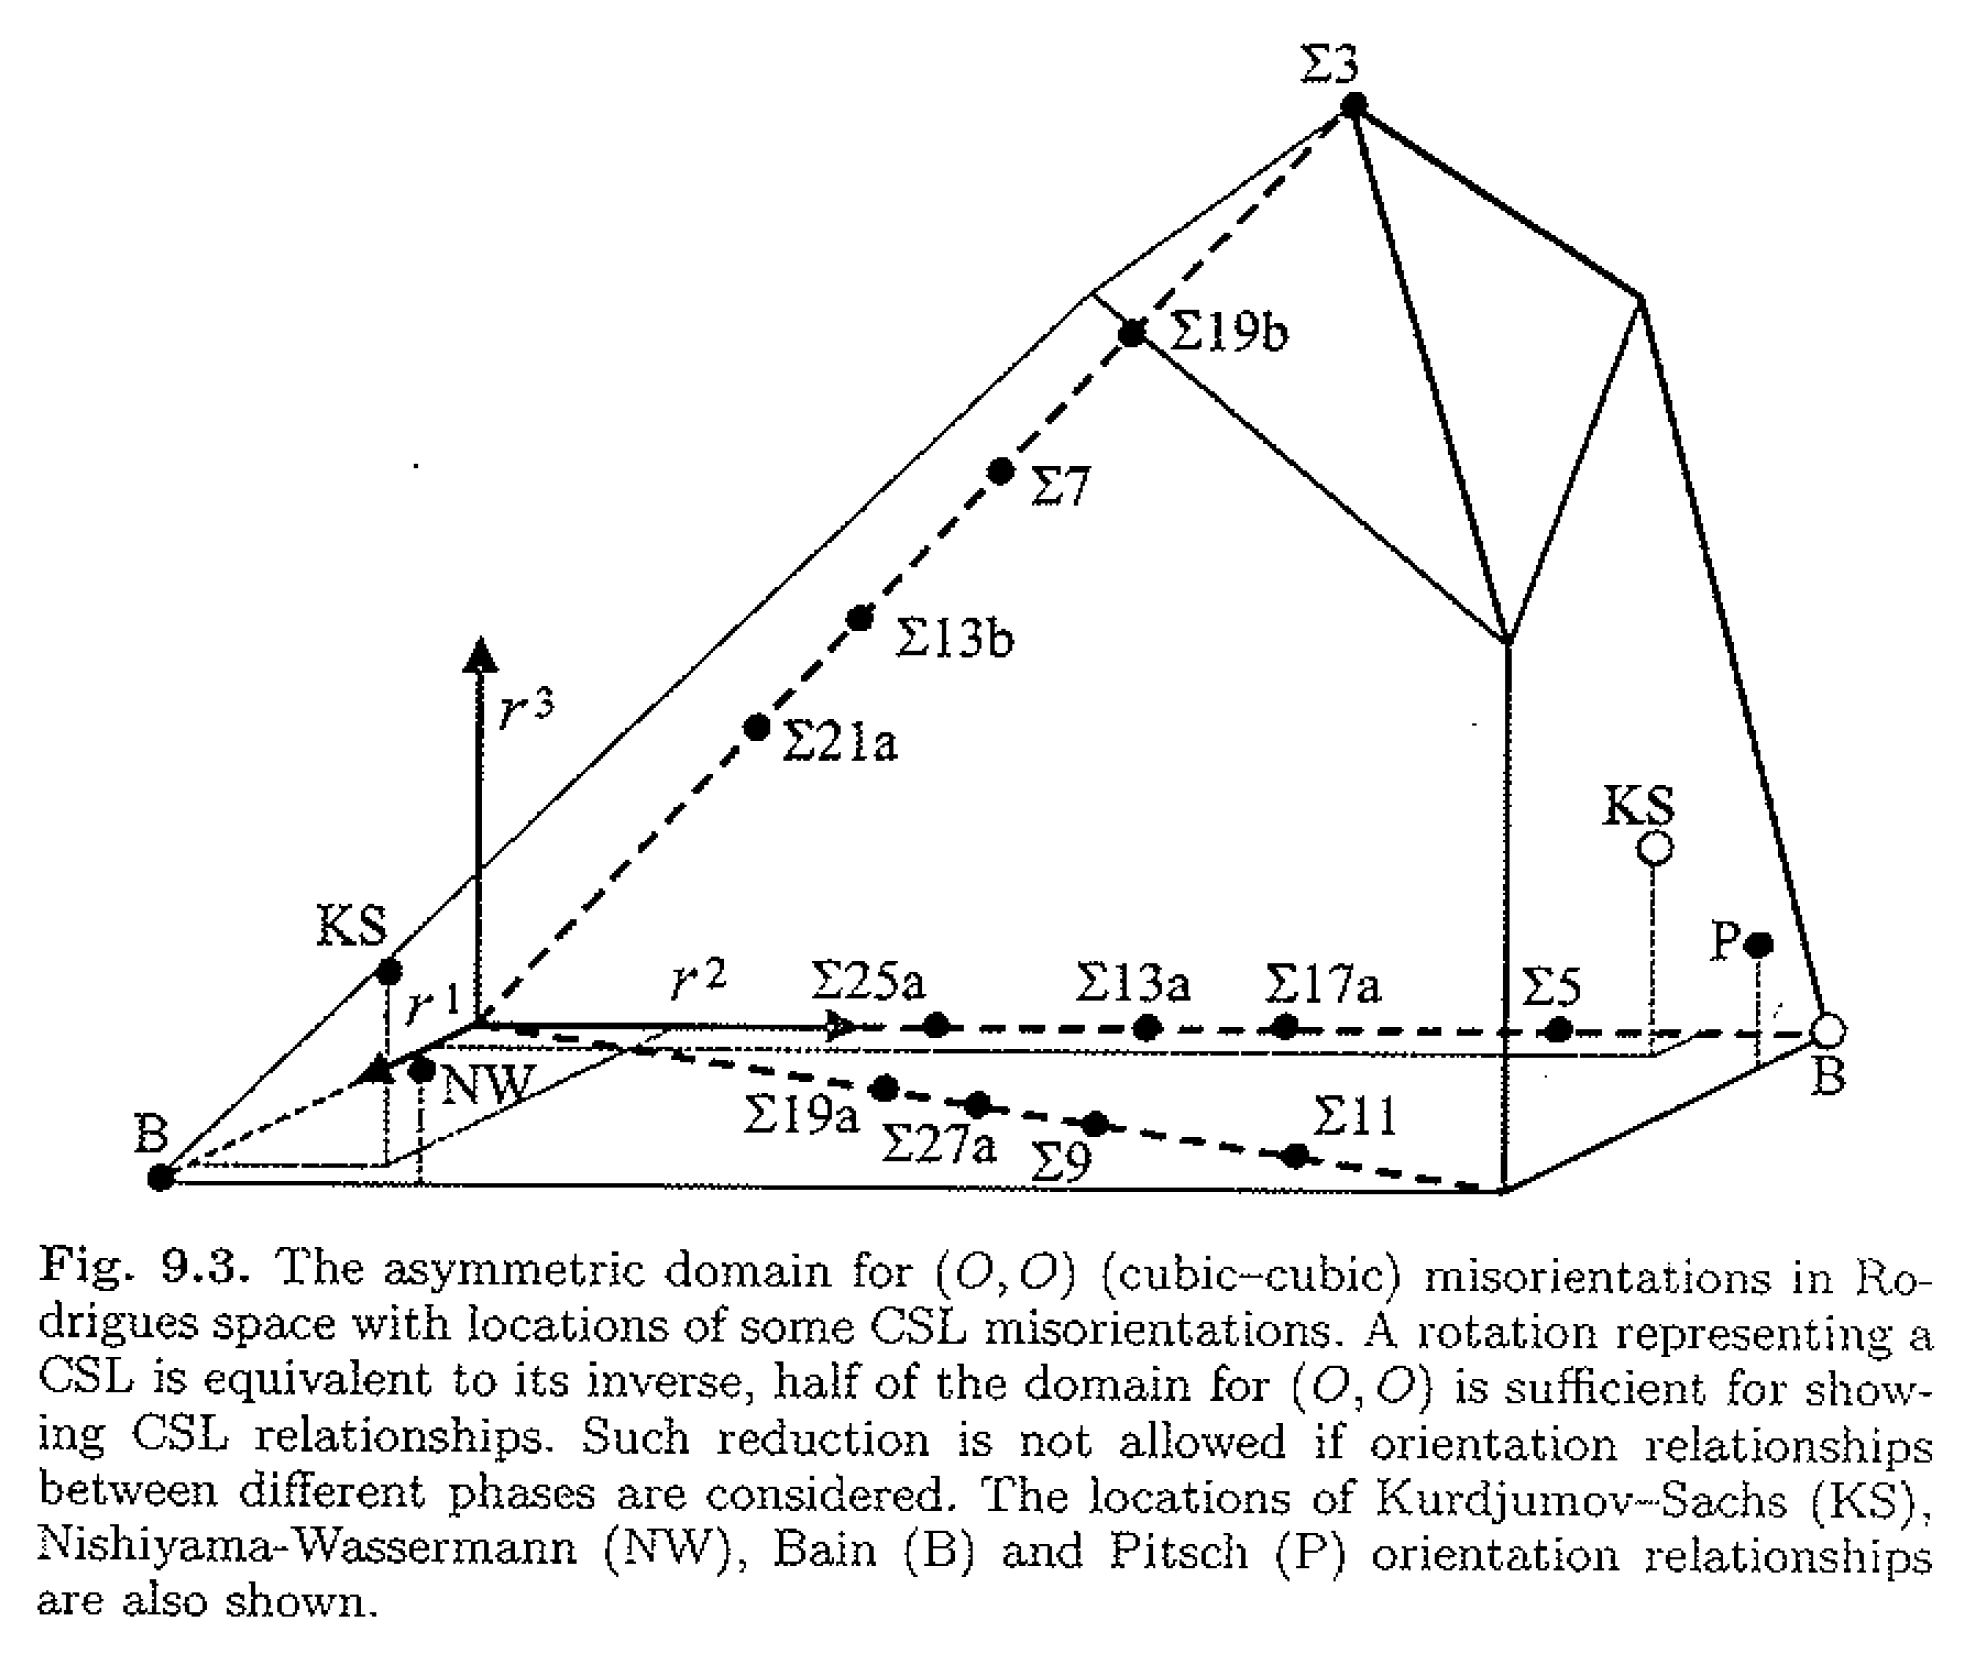 Σ3
Σ19b
Σ7
Σ13b
r³
Σ21a
KS
KS
r¹
r²
Σ25a
Σ13a
Σ17a
Σ5
P
NW
B
B
Σ19a
Σ27a
Σ9
Σ11
Fig. 9.3. The asymmetric domain for (O, O) (cubic–cubic) misorientations in Ro-
drigues space with locations of some CSL misorientations. A rotation representing a
CSL is equivalent to its inverse, half of the domain for (O, O) is sufficient for show-
ing CSL relationships. Such reduction is not allowed if orientation relationships
between different phases are considered. The locations of Kurdjumov–Sachs (KS),
Nishiyama-Wassermann (NW), Bain (B) and Pitsch (P) orientation relationships
are also shown.